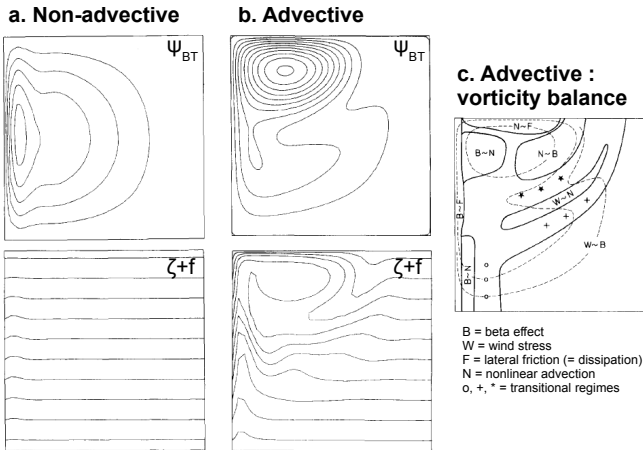 a. Non-advective
b. Advective
Ψ_BT
Ψ_BT
c. Advective :
vorticity balance
N~F
B~N
N~B
B~F
W~N
W~B
B~N
ζ+f
ζ+f
B = beta effect
W = wind stress
F = lateral friction (= dissipation)
N = nonlinear advection
o, +, * = transitional regimes